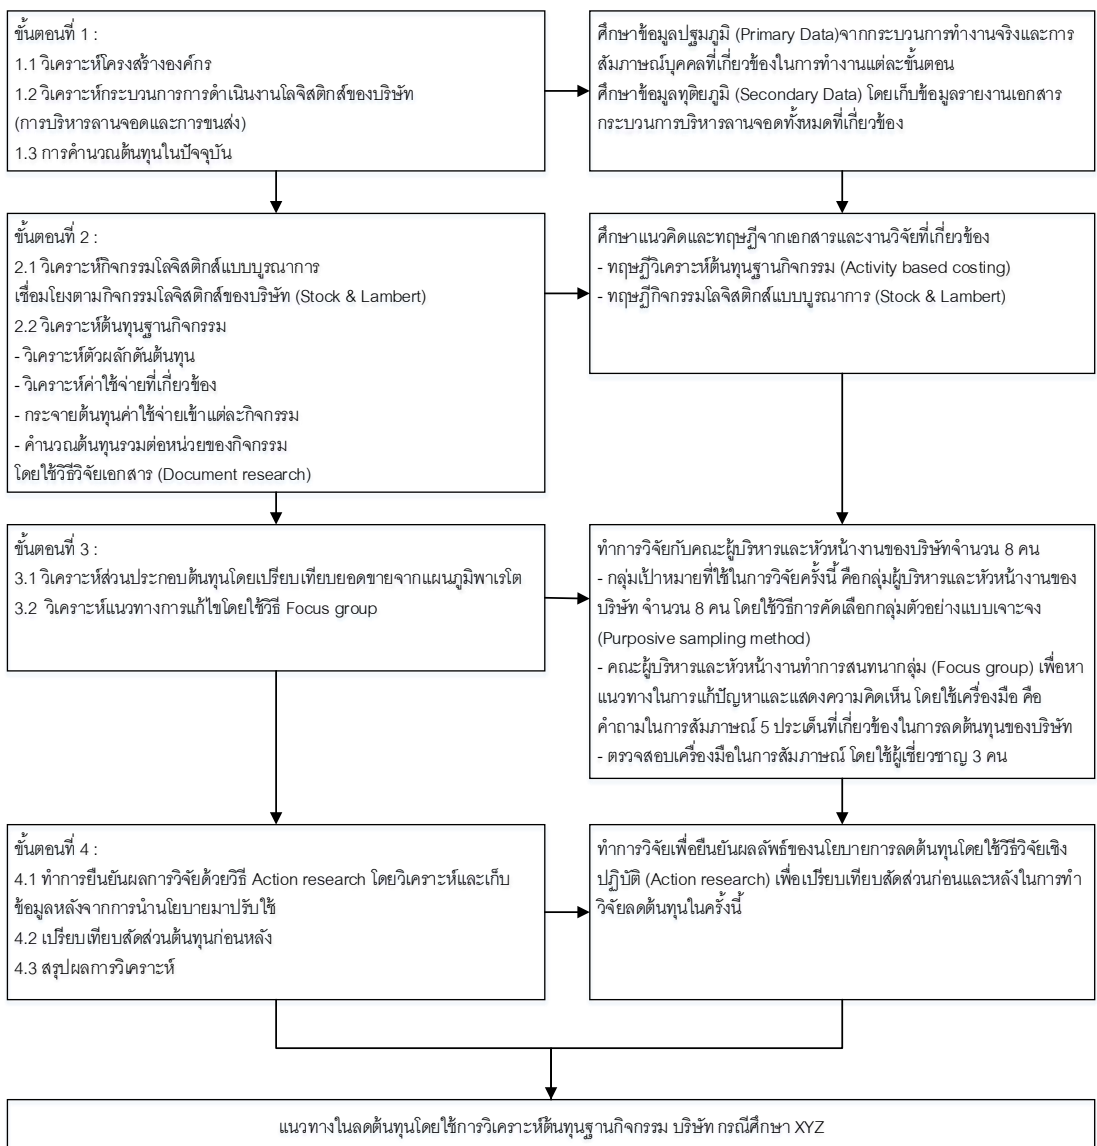 ขั้นตอนที่ 1 :
1.1 วิเคราะห์โครงสร้างองค์กร
1.2 วิเคราะห์กระบวนการการดำเนินงานโลจิสติกส์ของบริษัท
(การบริหารลานจอดและการขนส่ง)
1.3 การคำนวณต้นทุนในปัจจุบัน
ศึกษาข้อมูลปฐมภูมิ (Primary Data)จากกระบวนการทำงานจริงและการ
สัมภาษณ์บุคคลที่เกี่ยวข้องในการทำงานแต่ละขั้นตอน
ศึกษาข้อมูลทุติยภูมิ (Secondary Data) โดยเก็บข้อมูลรายงานเอกสาร
กระบวนการบริหารลานจอดทั้งหมดที่เกี่ยวข้อง
ขั้นตอนที่ 2 :
2.1 วิเคราะห์กิจกรรมโลจิสติกส์แบบบูรณาการ
เชื่อมโยงตามกิจกรรมโลจิสติกส์ของบริษัท (Stock & Lambert)
2.2 วิเคราะห์ต้นทุนฐานกิจกรรม
- วิเคราะห์ตัวผลักดันต้นทุน
- วิเคราะห์ค่าใช้จ่ายที่เกี่ยวข้อง
- กระจายต้นทุนค่าใช้จ่ายเข้าแต่ละกิจกรรม
- คำนวณต้นทุนรวมต่อหน่วยของกิจกรรม
โดยใช้วิธีวิจัยเอกสาร (Document research)
ศึกษาแนวคิดและทฤษฎีจากเอกสารและงานวิจัยที่เกี่ยวข้อง
- ทฤษฎีวิเคราะห์ต้นทุนฐานกิจกรรม (Activity based costing)
- ทฤษฎีกิจกรรมโลจิสติกส์แบบบูรณาการ (Stock & Lambert)
ขั้นตอนที่ 3 :
3.1 วิเคราะห์ส่วนประกอบต้นทุนโดยเปรียบเทียบยอดขายจากแผนภูมิพาเรโต
3.2 วิเคราะห์แนวทางการแก้ไขโดยใช้วิธี Focus group
ทำการวิจัยกับคณะผู้บริหารและหัวหน้างานของบริษัทจำนวน 8 คน
- กลุ่มเป้าหมายที่ใช้ในการวิจัยครั้งนี้ คือกลุ่มผู้บริหารและหัวหน้างานของ
บริษัท จำนวน 8 คน โดยใช้วิธีการคัดเลือกกลุ่มตัวอย่างแบบเจาะจง
(Purposive sampling method)
- คณะผู้บริหารและหัวหน้างานทำการสนทนากลุ่ม (Focus group) เพื่อหา
แนวทางในการแก้ปัญหาและแสดงความคิดเห็น โดยใช้เครื่องมือ คือ
คำถามในการสัมภาษณ์ 5 ประเด็นที่เกี่ยวข้องในการลดต้นทุนของบริษัท
- ตรวจสอบเครื่องมือในการสัมภาษณ์ โดยใช้ผู้เชี่ยวชาญ 3 คน
ขั้นตอนที่ 4 :
4.1 ทำการยืนยันผลการวิจัยด้วยวิธี Action research โดยวิเคราะห์และเก็บ
ข้อมูลหลังจากการนำนโยบายมาปรับใช้
4.2 เปรียบเทียบสัดส่วนต้นทุนก่อนหลัง
4.3 สรุปผลการวิเคราะห์
ทำการวิจัยเพื่อยืนยันผลลัพธ์ของนโยบายการลดต้นทุนโดยใช้วิธีวิจัยเชิง
ปฏิบัติ (Action research) เพื่อเปรียบเทียบสัดส่วนก่อนและหลังในการทำ
วิจัยลดต้นทุนในครั้งนี้
แนวทางในลดต้นทุนโดยใช้การวิเคราะห์ต้นทุนฐานกิจกรรม บริษัท กรณีศึกษา XYZ